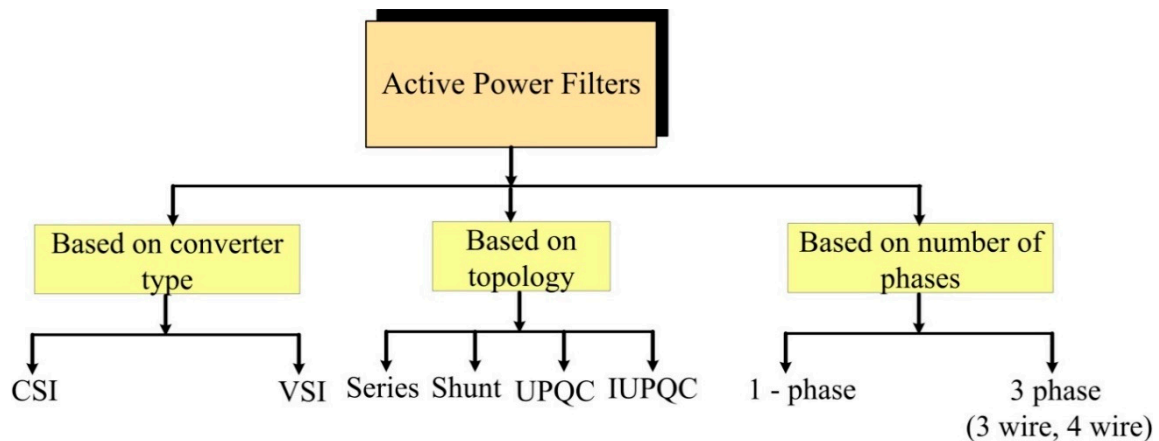 Active Power Filters
Based on converter
type
Based on
topology
Based on number of
phases
CSI
VSI
Series
Shunt
UPQC
IUPQC
1 - phase
3 phase
(3 wire, 4 wire)